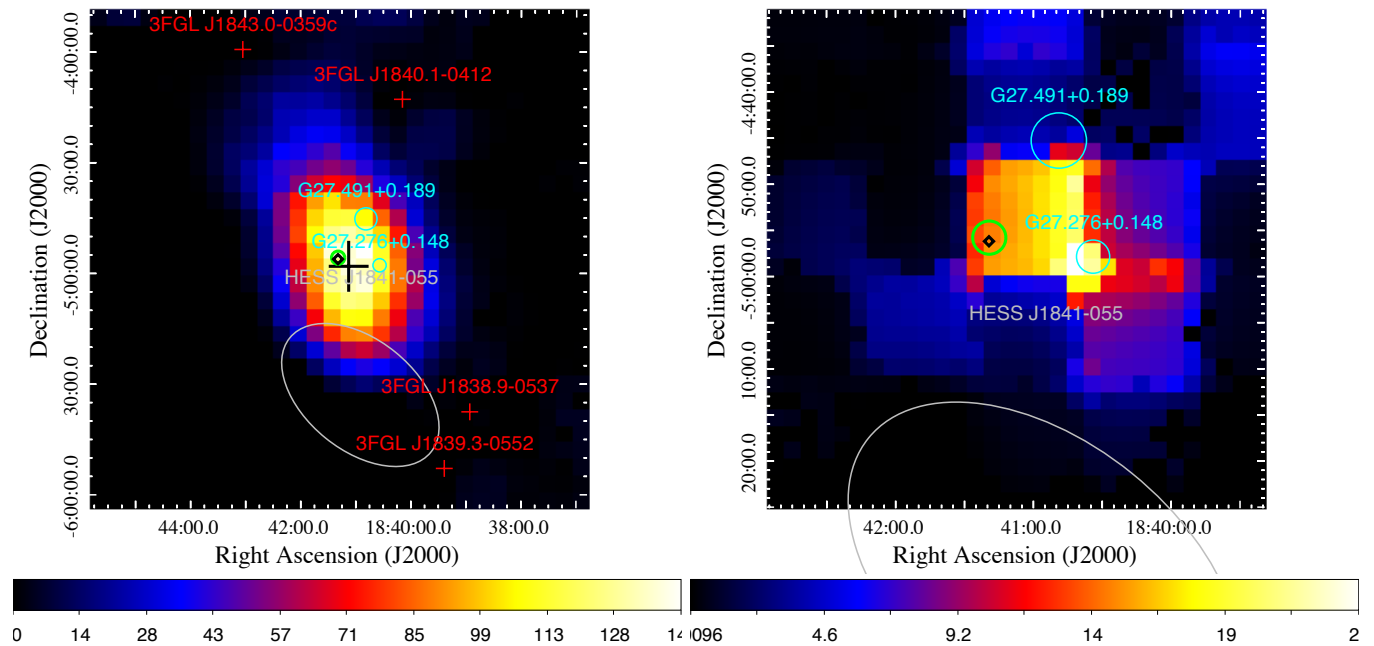 3FGL J1843.0-0359c
3FGL J1840.1-0412
G27.491+0.189
G27.276+0.148
HESS J1841-055
3FGL J1838.9-0537
3FGL J1839.3-0552
-4:00:00.0
30:00.0
-5:00:00.0
30:00.0
-6:00:00.0
Declination (J2000)
44:00.0 42:00.0 18:40:00.0 38:00.0
Right Ascension (J2000)
0 14 28 43 57 71 85 99 113 128
G27.491+0.189
G27.276+0.148
HESS J1841-055
-4:40:00.0
50:00.0
-5:00:00.0
10:00.0
20:00.0
Declination (J2000)
42:00.0 41:00.0 18:40:00.0
Right Ascension (J2000)
4.6 9.2 14 19 2